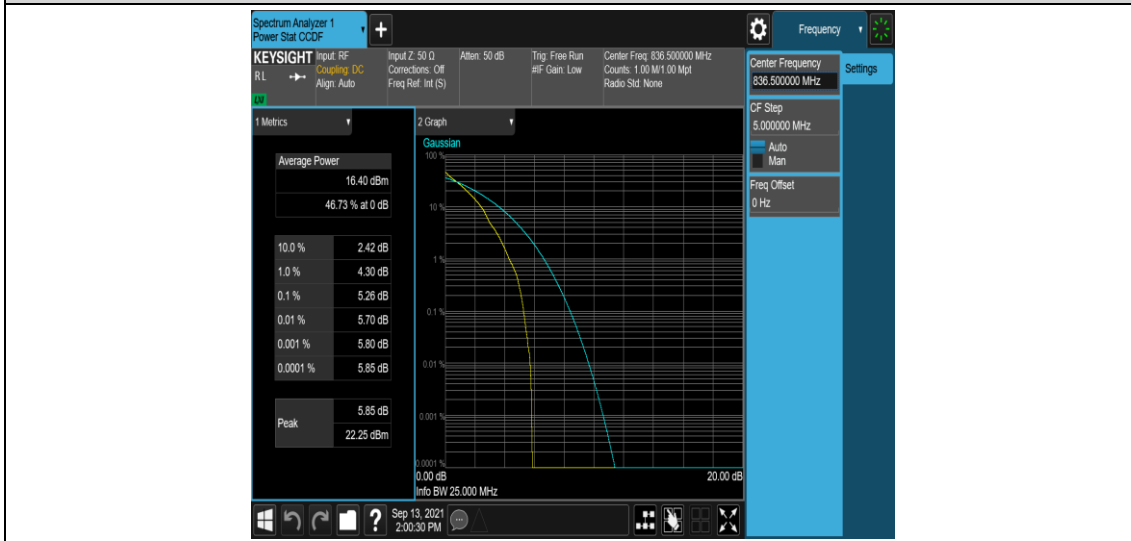 Spectrum Analyzer 1
Power Stat CCDF
+
Frequency
KEYSIGHT
RL
Input: RF
Coupling: DC
Align: Auto
Input Z: 50 Ω
Corrections: Off
Freq Ref: Int (S)
Atten: 50 dB
Trig: Free Run
#IF Gain: Low
Center Freq: 836.500000 MHz
Counts: 1.00 M/1.00 Mpt
Radio Std: None
Center Frequency
836.500000 MHz
Settings
CF Step
5.000000 MHz
Auto
Man
Freq Offset
0 Hz
1 Metrics
Average Power
16.40 dBm
46.73 % at 0 dB
10.0 % 2.42 dB
1.0 % 4.30 dB
0.1 % 5.26 dB
0.01 % 5.70 dB
0.001 % 5.80 dB
0.0001 % 5.85 dB
Peak
5.85 dB
22.25 dBm
2 Graph
Gaussian
100 %
10 %
1 %
0.1 %
0.01 %
0.001 %
0.0001 %
0.00 dB 20.00 dB
Info BW 25.000 MHz
?
Sep 13, 2021
2:00:30 PM